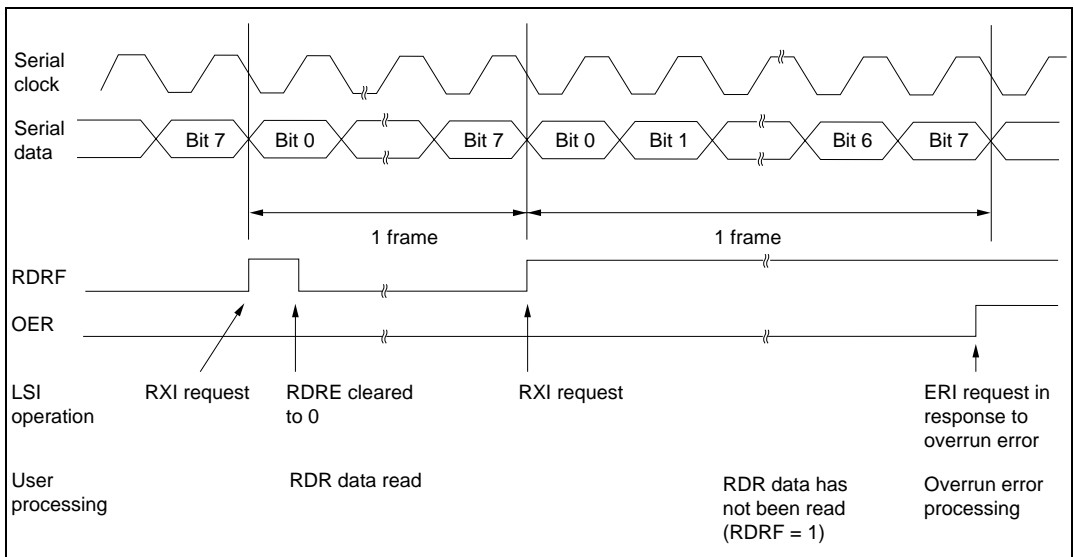 Serial
clock
Serial
data
Bit 7
Bit 0
Bit 7
Bit 0
Bit 1
Bit 6
Bit 7
1 frame
1 frame
RDRF
OER
LSI
operation
RXI request
RDRE cleared
to 0
RXI request
ERI request in
response to
overrun error
User
processing
RDR data read
RDR data has
not been read
(RDRF = 1)
Overrun error
processing